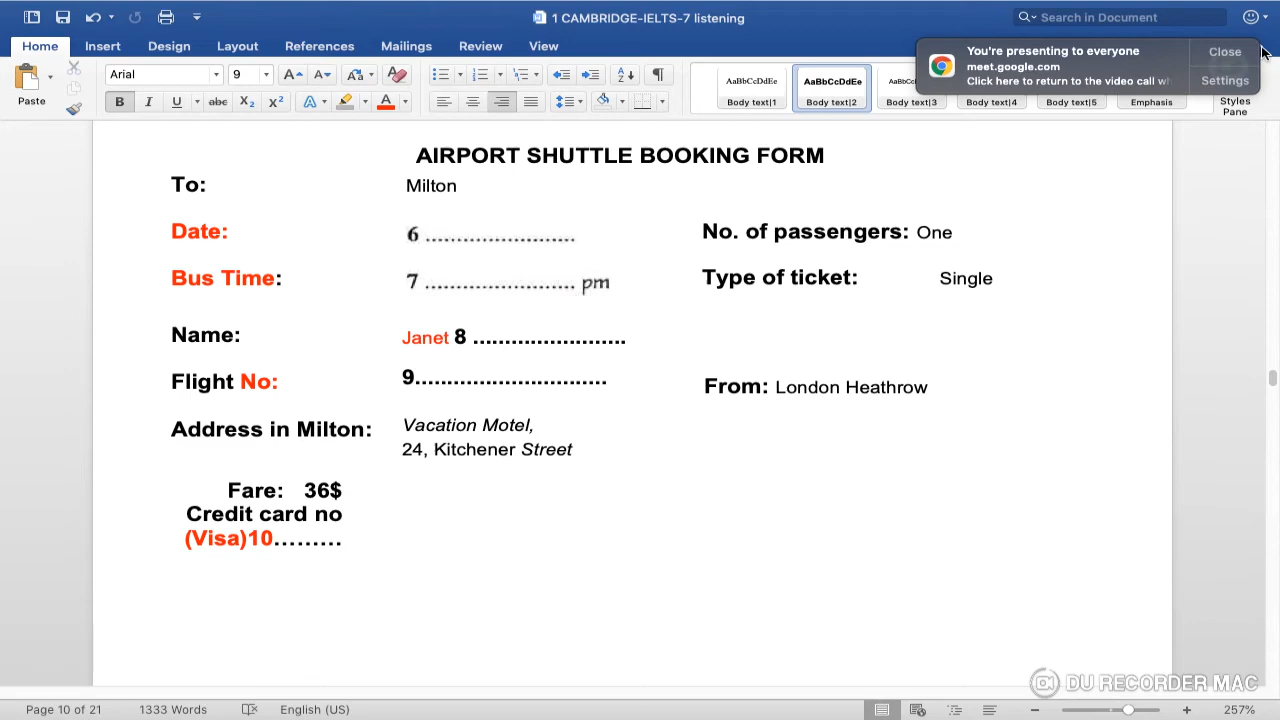 1 CAMBRIDGE-IELTS-7 listening
Search in Document
Home Insert Design Layout References Mailings Review View
You're presenting to everyone
meet.google.com
Click here to return to the video call
Close
Settings
Paste
Arial 9
B I U abc X2 X2
AaBbCcDdEe AaBbCcDdEe AaBbCcDd
Body text|1 Body text|2 Body text|3 Body text|4 Body text|5 Emphasis
Styles
Pane
AIRPORT SHUTTLE BOOKING FORM
To: Milton
Date: 6 ........................ No. of passengers: One
Bus Time: 7 ........................ pm Type of ticket: Single
Name: Janet 8 ........................
Flight No: 9.............................. From: London Heathrow
Address in Milton: Vacation Motel,
24, Kitchener Street
Fare: 36$
Credit card no
(Visa)10.........
DU RECORDER MAC
Page 10 of 21 1333 Words English (US) 257%